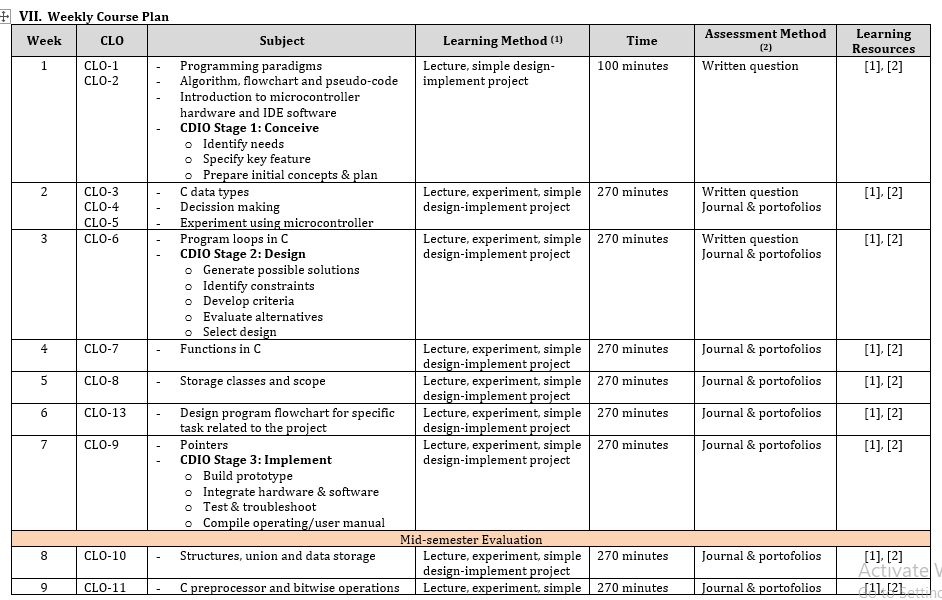 VII. Weekly Course Plan
Week CLO Subject Learning Method (1) Time Assessment Method (2) Learning Resources
1 CLO-1 - Programming paradigms Lecture, simple design- 100 minutes Written question [1], [2]
CLO-2 - Algorithm, flowchart and pseudo-code implement project
- Introduction to microcontroller
hardware and IDE software
- CDIO Stage 1: Conceive
o Identify needs
o Specify key feature
o Prepare initial concepts & plan
2 CLO-3 - C data types Lecture, experiment, simple 270 minutes Written question [1], [2]
CLO-4 - Decission making design-implement project Journal & portofolios
CLO-5 - Experiment using microcontroller
3 CLO-6 - Program loops in C Lecture, experiment, simple 270 minutes Written question [1], [2]
- CDIO Stage 2: Design design-implement project Journal & portofolios
o Generate possible solutions
o Identify constraints
o Develop criteria
o Evaluate alternatives
o Select design
4 CLO-7 - Functions in C Lecture, experiment, simple 270 minutes Journal & portofolios [1], [2]
design-implement project
5 CLO-8 - Storage classes and scope Lecture, experiment, simple 270 minutes Journal & portofolios [1], [2]
design-implement project
6 CLO-13 - Design program flowchart for specific Lecture, experiment, simple 270 minutes Journal & portofolios [1], [2]
task related to the project design-implement project
7 CLO-9 - Pointers Lecture, experiment, simple 270 minutes Journal & portofolios [1], [2]
- CDIO Stage 3: Implement design-implement project
o Build prototype
o Integrate hardware & software
o Test & troubleshoot
o Compile operating/user manual
Mid-semester Evaluation
8 CLO-10 - Structures, union and data storage Lecture, experiment, simple 270 minutes Journal & portofolios [1], [2]
design-implement project
Activate
9 CLO-11 - C preprocessor and bitwise operations Lecture, experiment, simple 270 minutes Journal & portofolios [1], [2]